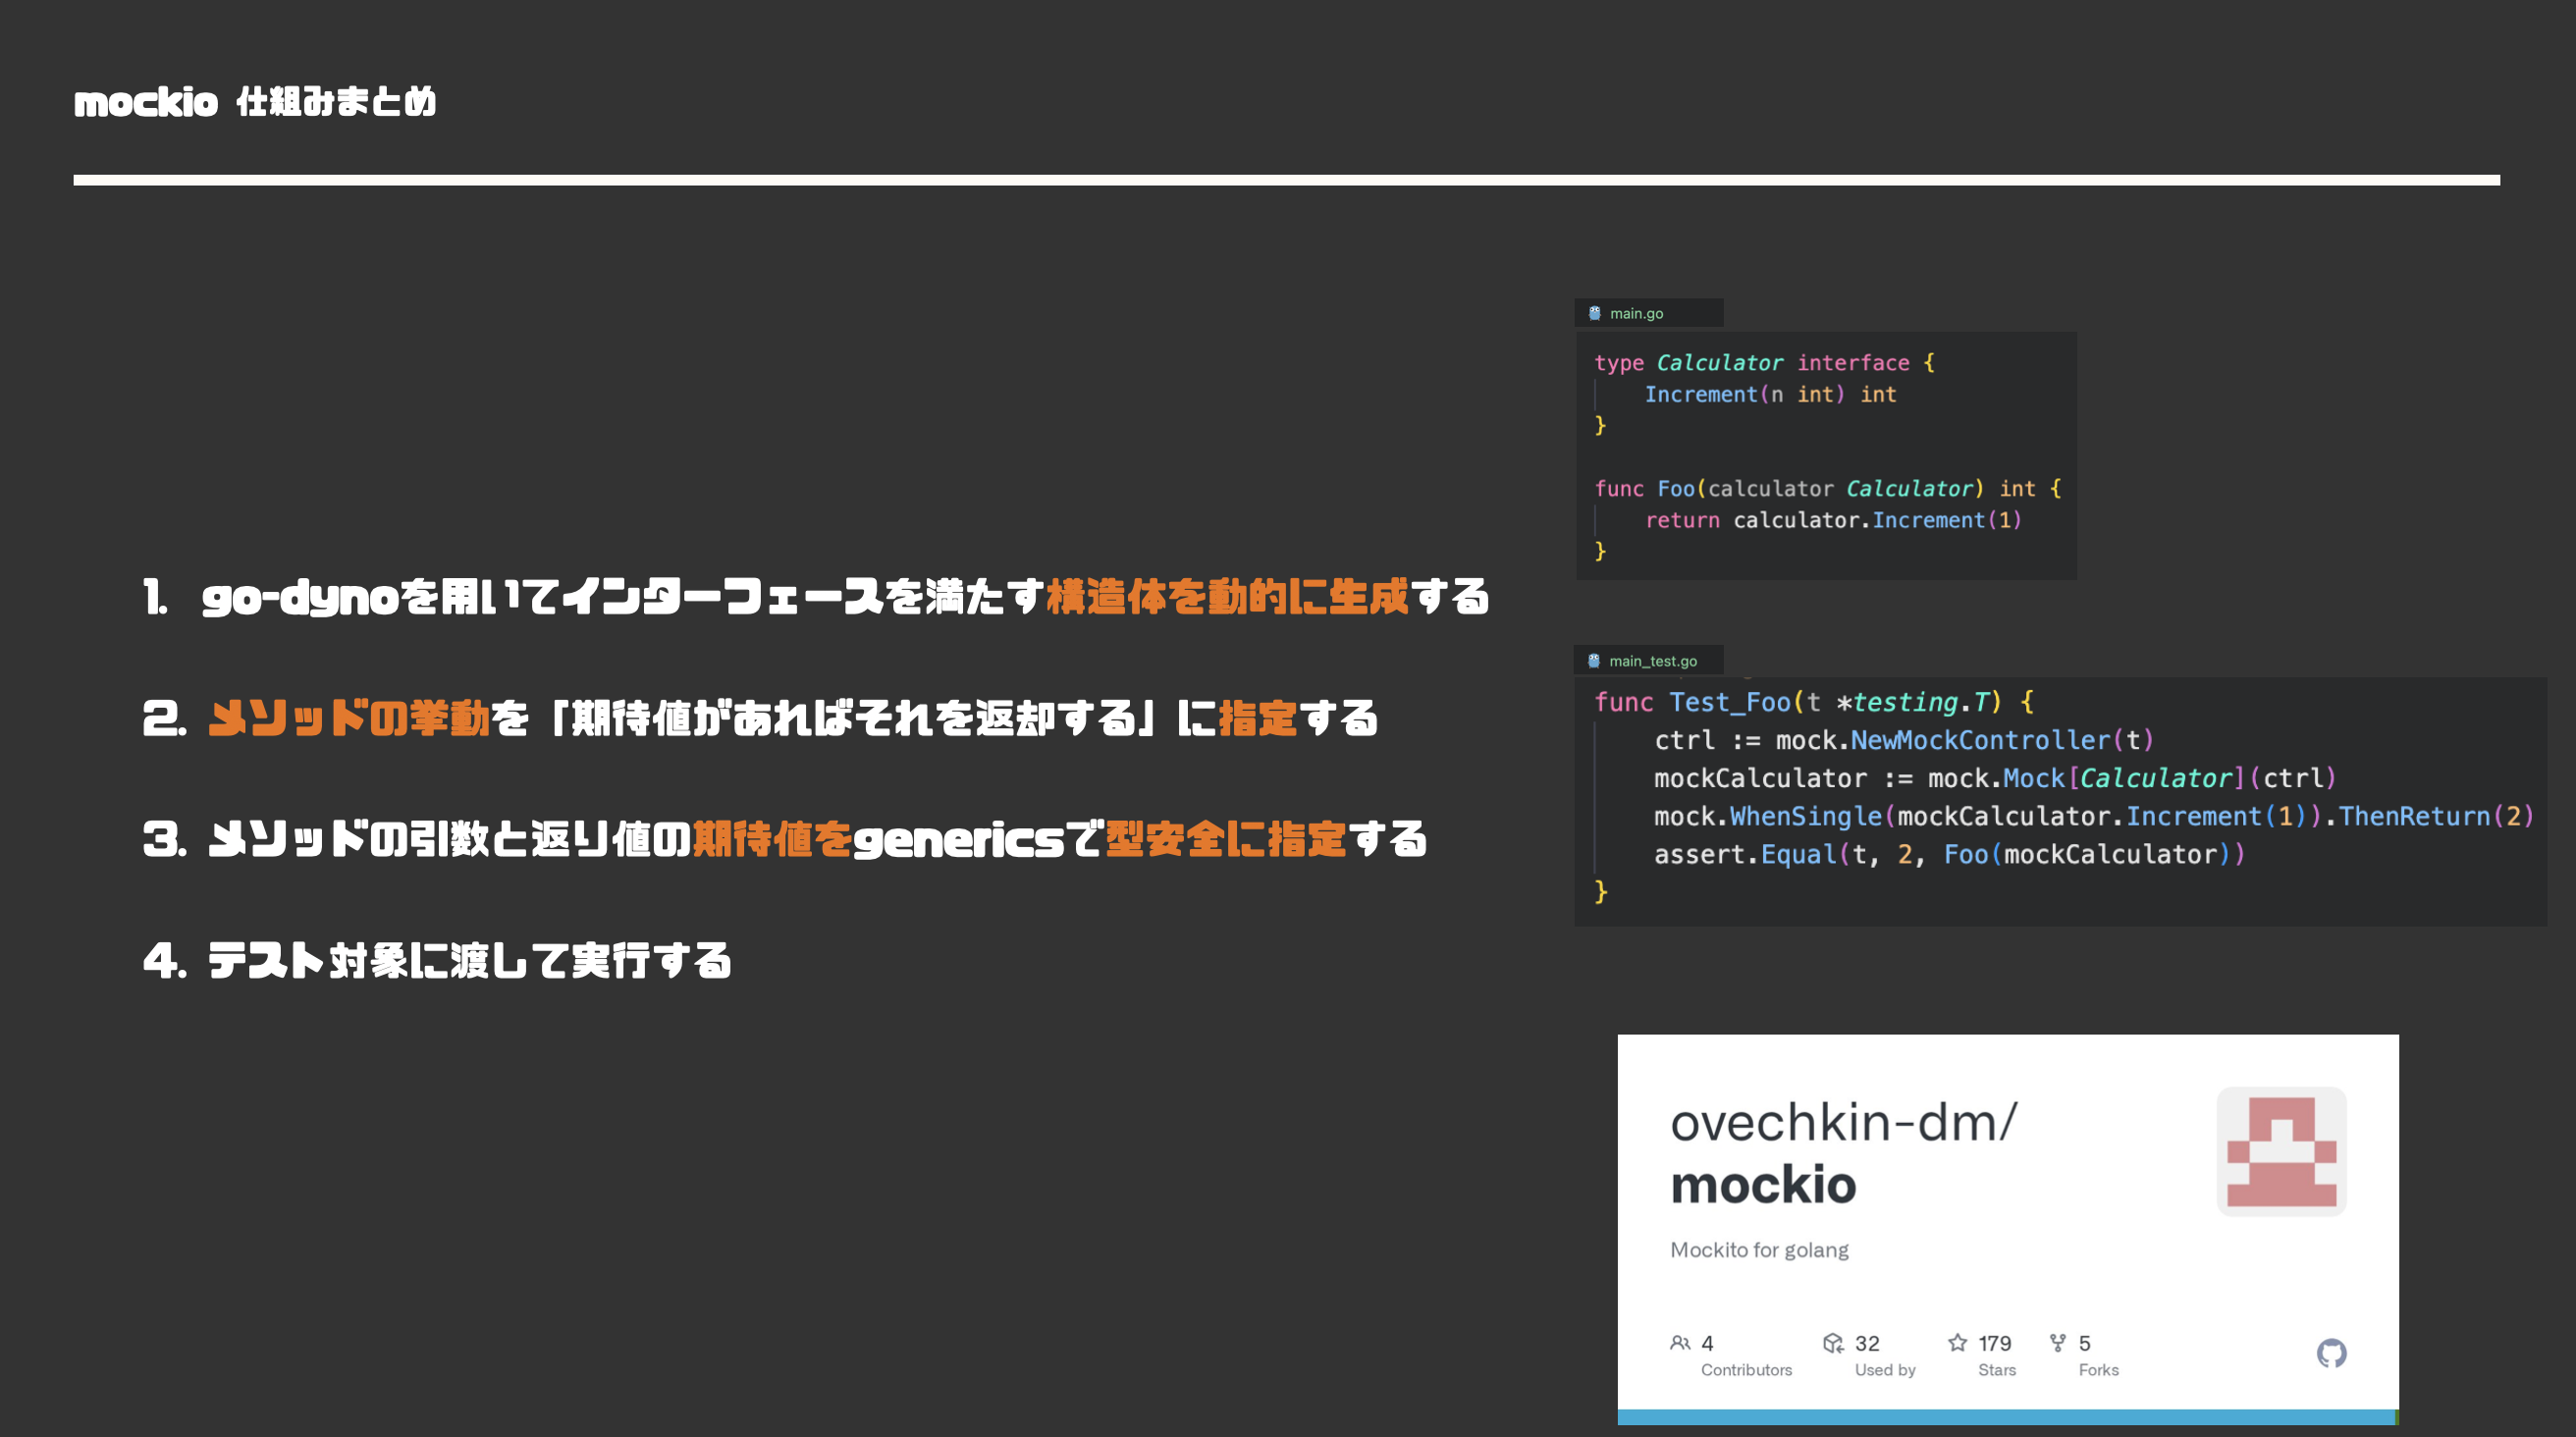 mockio 仕組みまとめ
1. go-dynoを用いてインターフェースを満たす構造体を動的に生成する
2. メソッドの挙動を「期待値があればそれを返却する」に指定する
3. メソッドの引数と返り値の期待値をgenericsで型安全に指定する
4. テスト対象に渡して実行する
main.go
type Calculator interface {
    Increment(n int) int
}
func Foo(calculator Calculator) int {
    return calculator.Increment(1)
}
main_test.go
func Test_Foo(t *testing.T) {
    ctrl := mock.NewMockController(t)
    mockCalculator := mock.Mock[Calculator](ctrl)
    mock.WhenSingle(mockCalculator.Increment(1)).ThenReturn(2)
    assert.Equal(t, 2, Foo(mockCalculator))
}
ovechkin-dm/
mockio
Mockito for golang
4 32 179 5
Contributors Used by Stars Forks